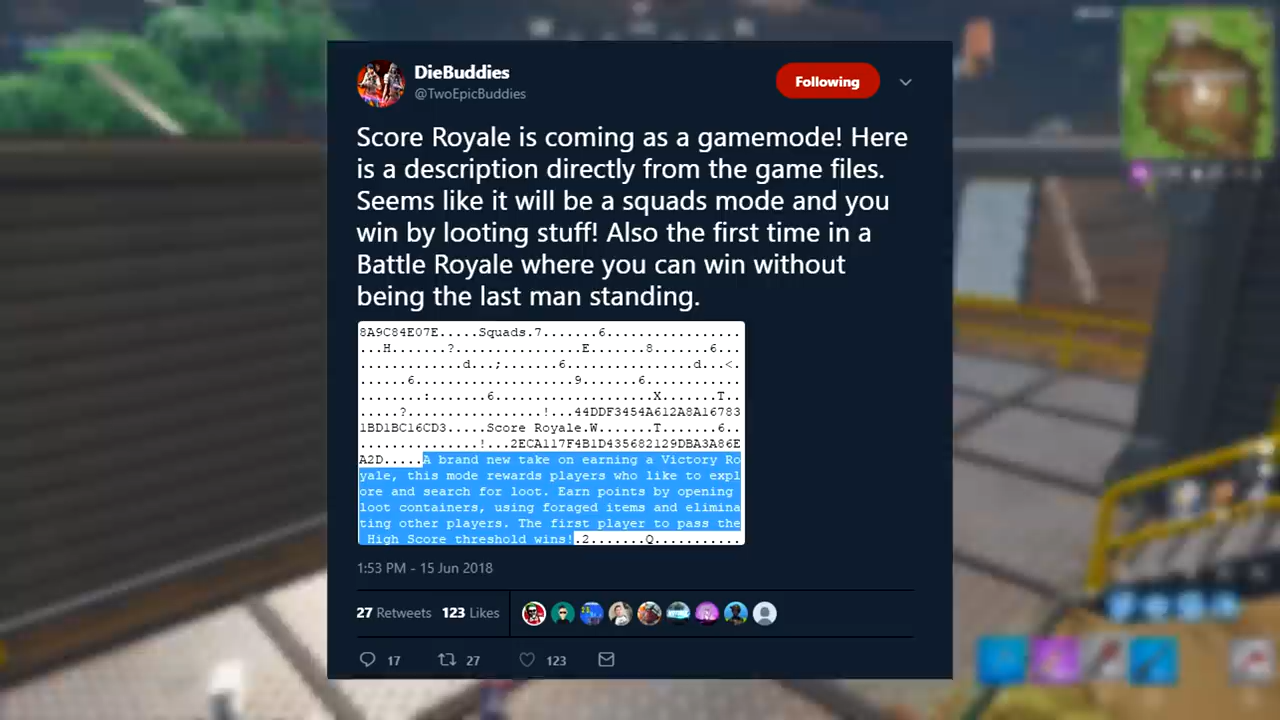 DieBuddies
@TwoEpicBuddies
Following
Score Royale is coming as a gamemode! Here
is a description directly from the game files.
Seems like it will be a squads mode and you
win by looting stuff! Also the first time in a
Battle Royale where you can win without
being the last man standing.
8A9C84E07E.....Squads.7.......6.................
...H.......?................E.......8.......6...
.............d...;.......6................d...<.
......6....................9.......6............
........:.......6....................X.......T..
.....?.................!...44DDF3454A612A8A16783
1BD1BC16CD3.....Score Royale.W.......T.......6..
...............!...2ECA117F4B1D435682129DBA3A86E
A2D.....A brand new take on earning a Victory Ro
yale, this mode rewards players who like to expl
ore and search for loot. Earn points by opening
loot containers, using foraged items and elimina
ting other players. The first player to pass the
High Score threshold wins!.2.......Q...........
1:53 PM - 15 Jun 2018
27 Retweets 123 Likes
17 27 123